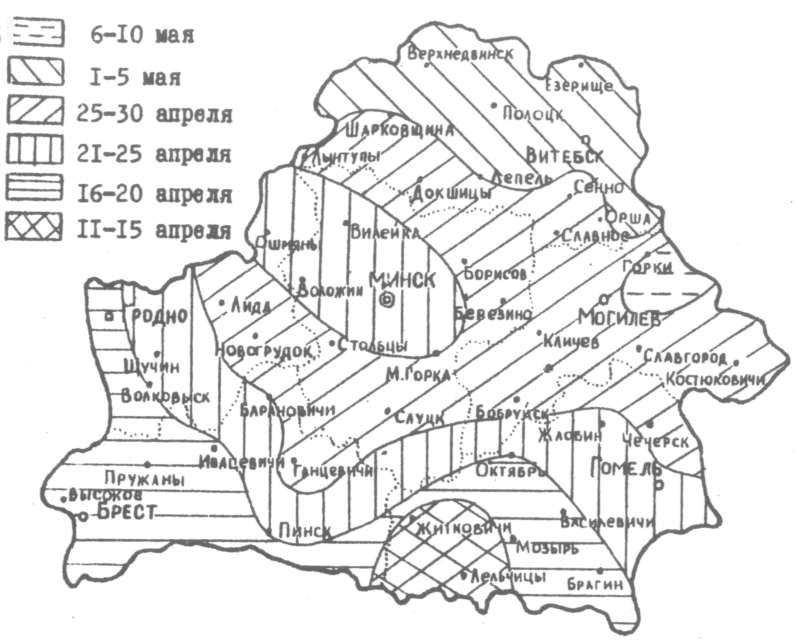 6-10 мая
1-5 мая
25-30 апреля
21-25 апреля
16-20 апреля
11-15 апреля
Верхнедвинск
Езерище
Полоцк
Шарковщина
Витебск
Лынтупы
Лепель
Докшицы
Сенно
Орша
Вилейка
Славное
Ошмяны
Горки
Борисов
Минск
Воложин
Лида
Березино
Могилев
Гродно
Кличев
Новогрудок
Столбцы
Славгород
Щучин
М.Горка
Костюковичи
Волковыск
Барановичи
Слуцк
Бобруйск
Жлобин
Чечерск
Ивацевичи
Ганцевичи
Октябрь
Гомель
Пружаны
Высокое
Брест
Пинск
Житковичи
Василевичи
Мозырь
Лельчицы
Брагин